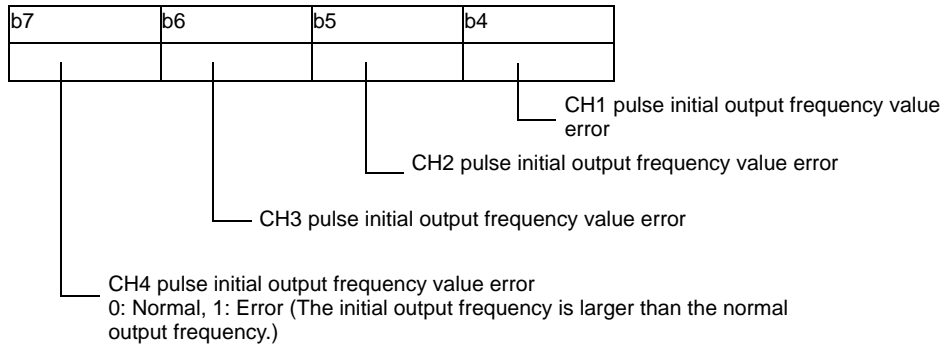 b7 b6 b5 b4
CH1 pulse initial output frequency value
error
CH2 pulse initial output frequency value error
CH3 pulse initial output frequency value error
CH4 pulse initial output frequency value error
0: Normal, 1: Error (The initial output frequency is larger than the normal
output frequency.)